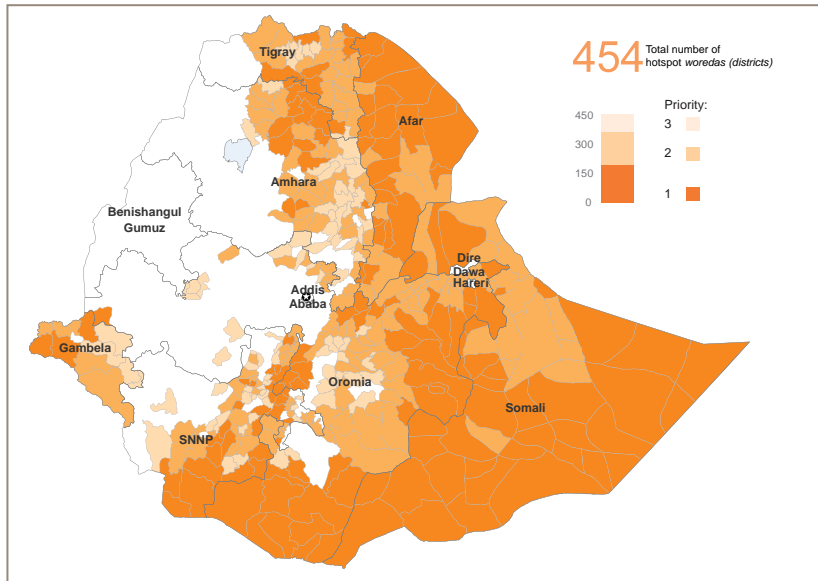 454
Total number of
hotspot woredas (districts)
450
300
150
0
Priority:
3
2
1
Tigray
Afar
Amhara
Benishangul
Gumuz
Dire
Dawa
Hareri
Addis
Ababa
Gambela
Oromia
Somali
SNNP